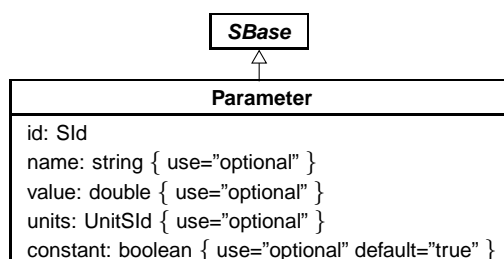 SBase
Parameter
id: SId
name: string { use=”optional” }
value: double { use=”optional” }
units: UnitSId { use=”optional” }
constant: boolean { use=”optional” default=”true” }